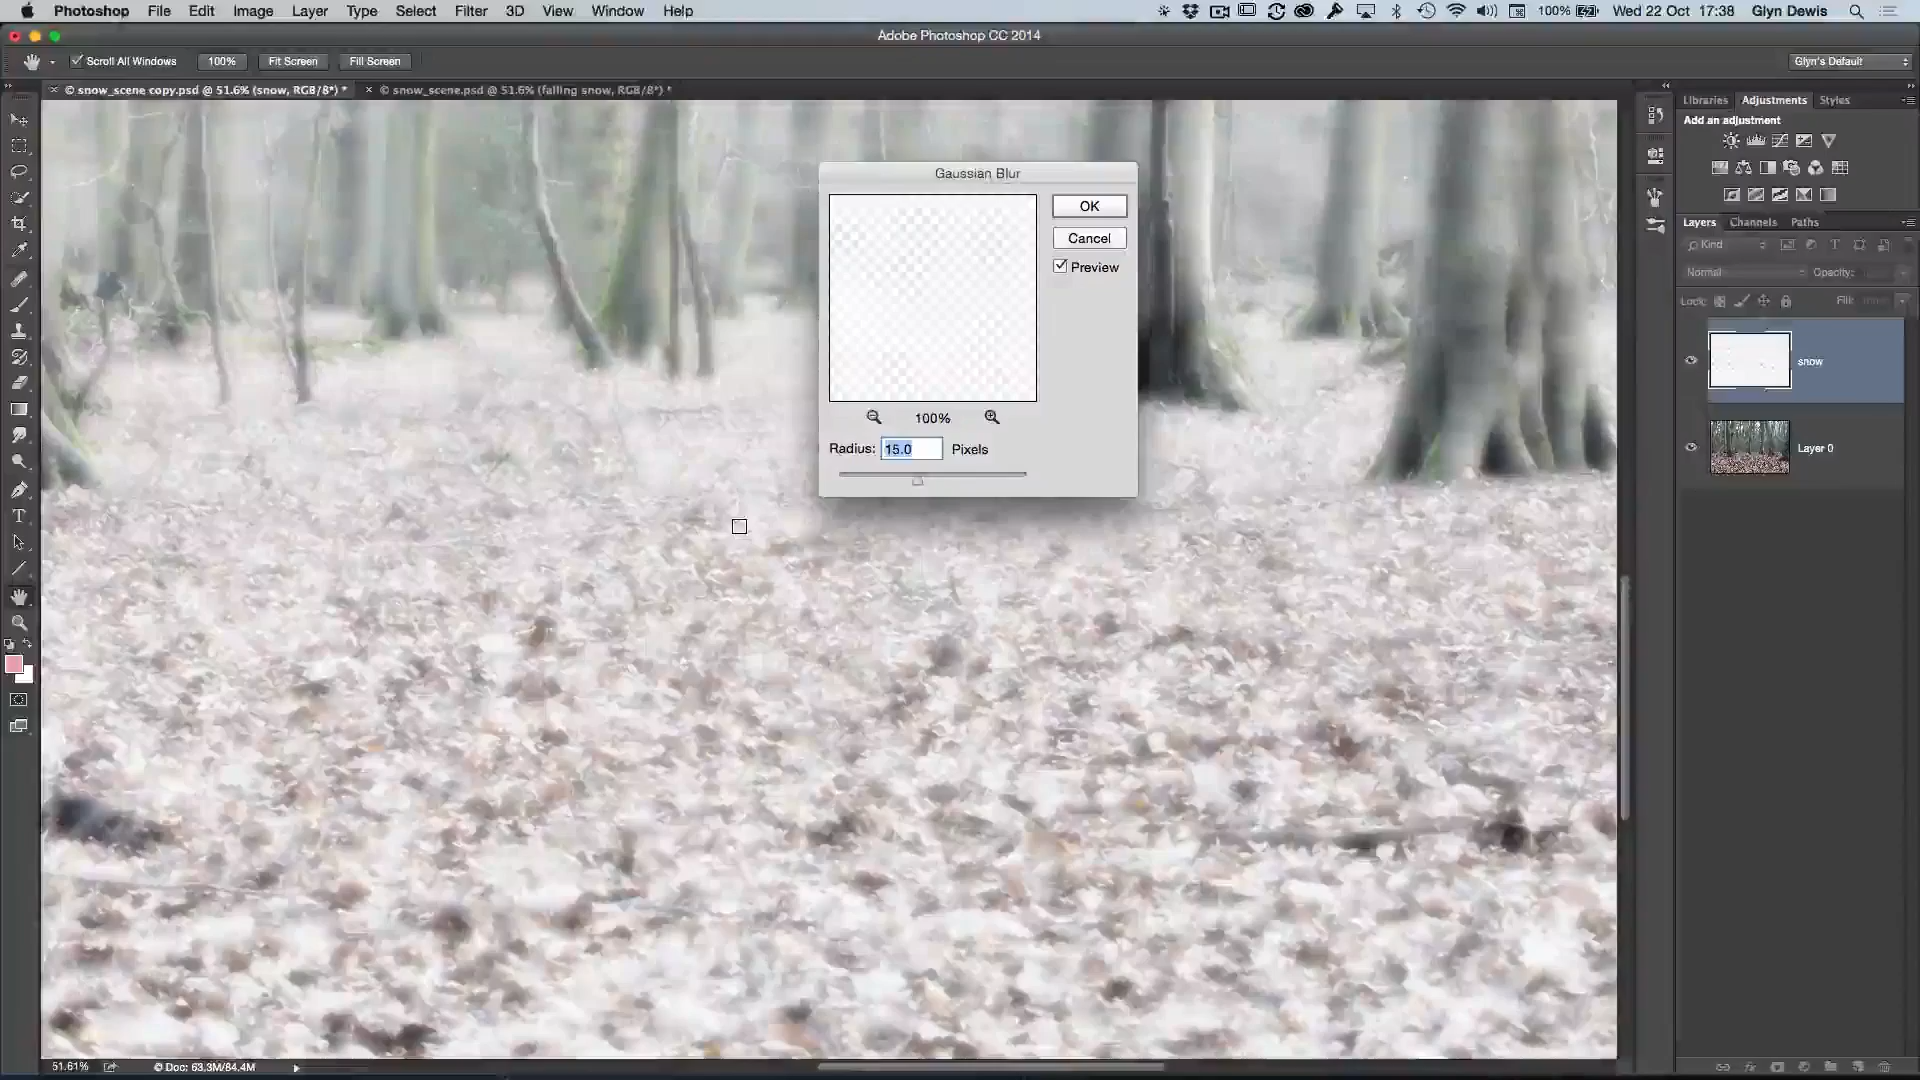 Photoshop File Edit Image Layer Type Select Filter 3D View Window Help 100% Wed 22 Oct 17:38 Glyn Dewis
Adobe Photoshop CC 2014
Scroll All Windows 100% Fit Screen Fill Screen Glyn's Default
× © snow_scene copy.psd @ 51.6% (snow, RGB/8*) * × © snow_scene.psd @ 51.6% (falling snow, RGB/8*) *
Libraries Adjustments Styles
Add an adjustment
Gaussian Blur
OK
Cancel
Preview
100%
Radius: 15.0 Pixels
Layers Channels Paths
Kind
Normal Opacity:
Lock: Fill:
snow
Layer 0
51.61% © Doc: 63.3M/84.4M